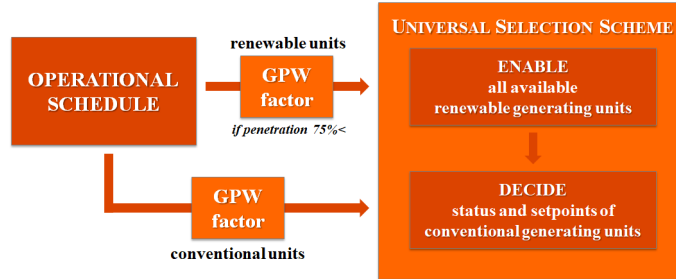 OPERATIONAL
SCHEDULE
renewable units
GPW
factor
if penetration 75%<
GPW
factor
conventional units
UNIVERSAL SELECTION SCHEME
ENABLE
all available
renewable generating units
DECIDE
status and setpoints of
conventional generating units